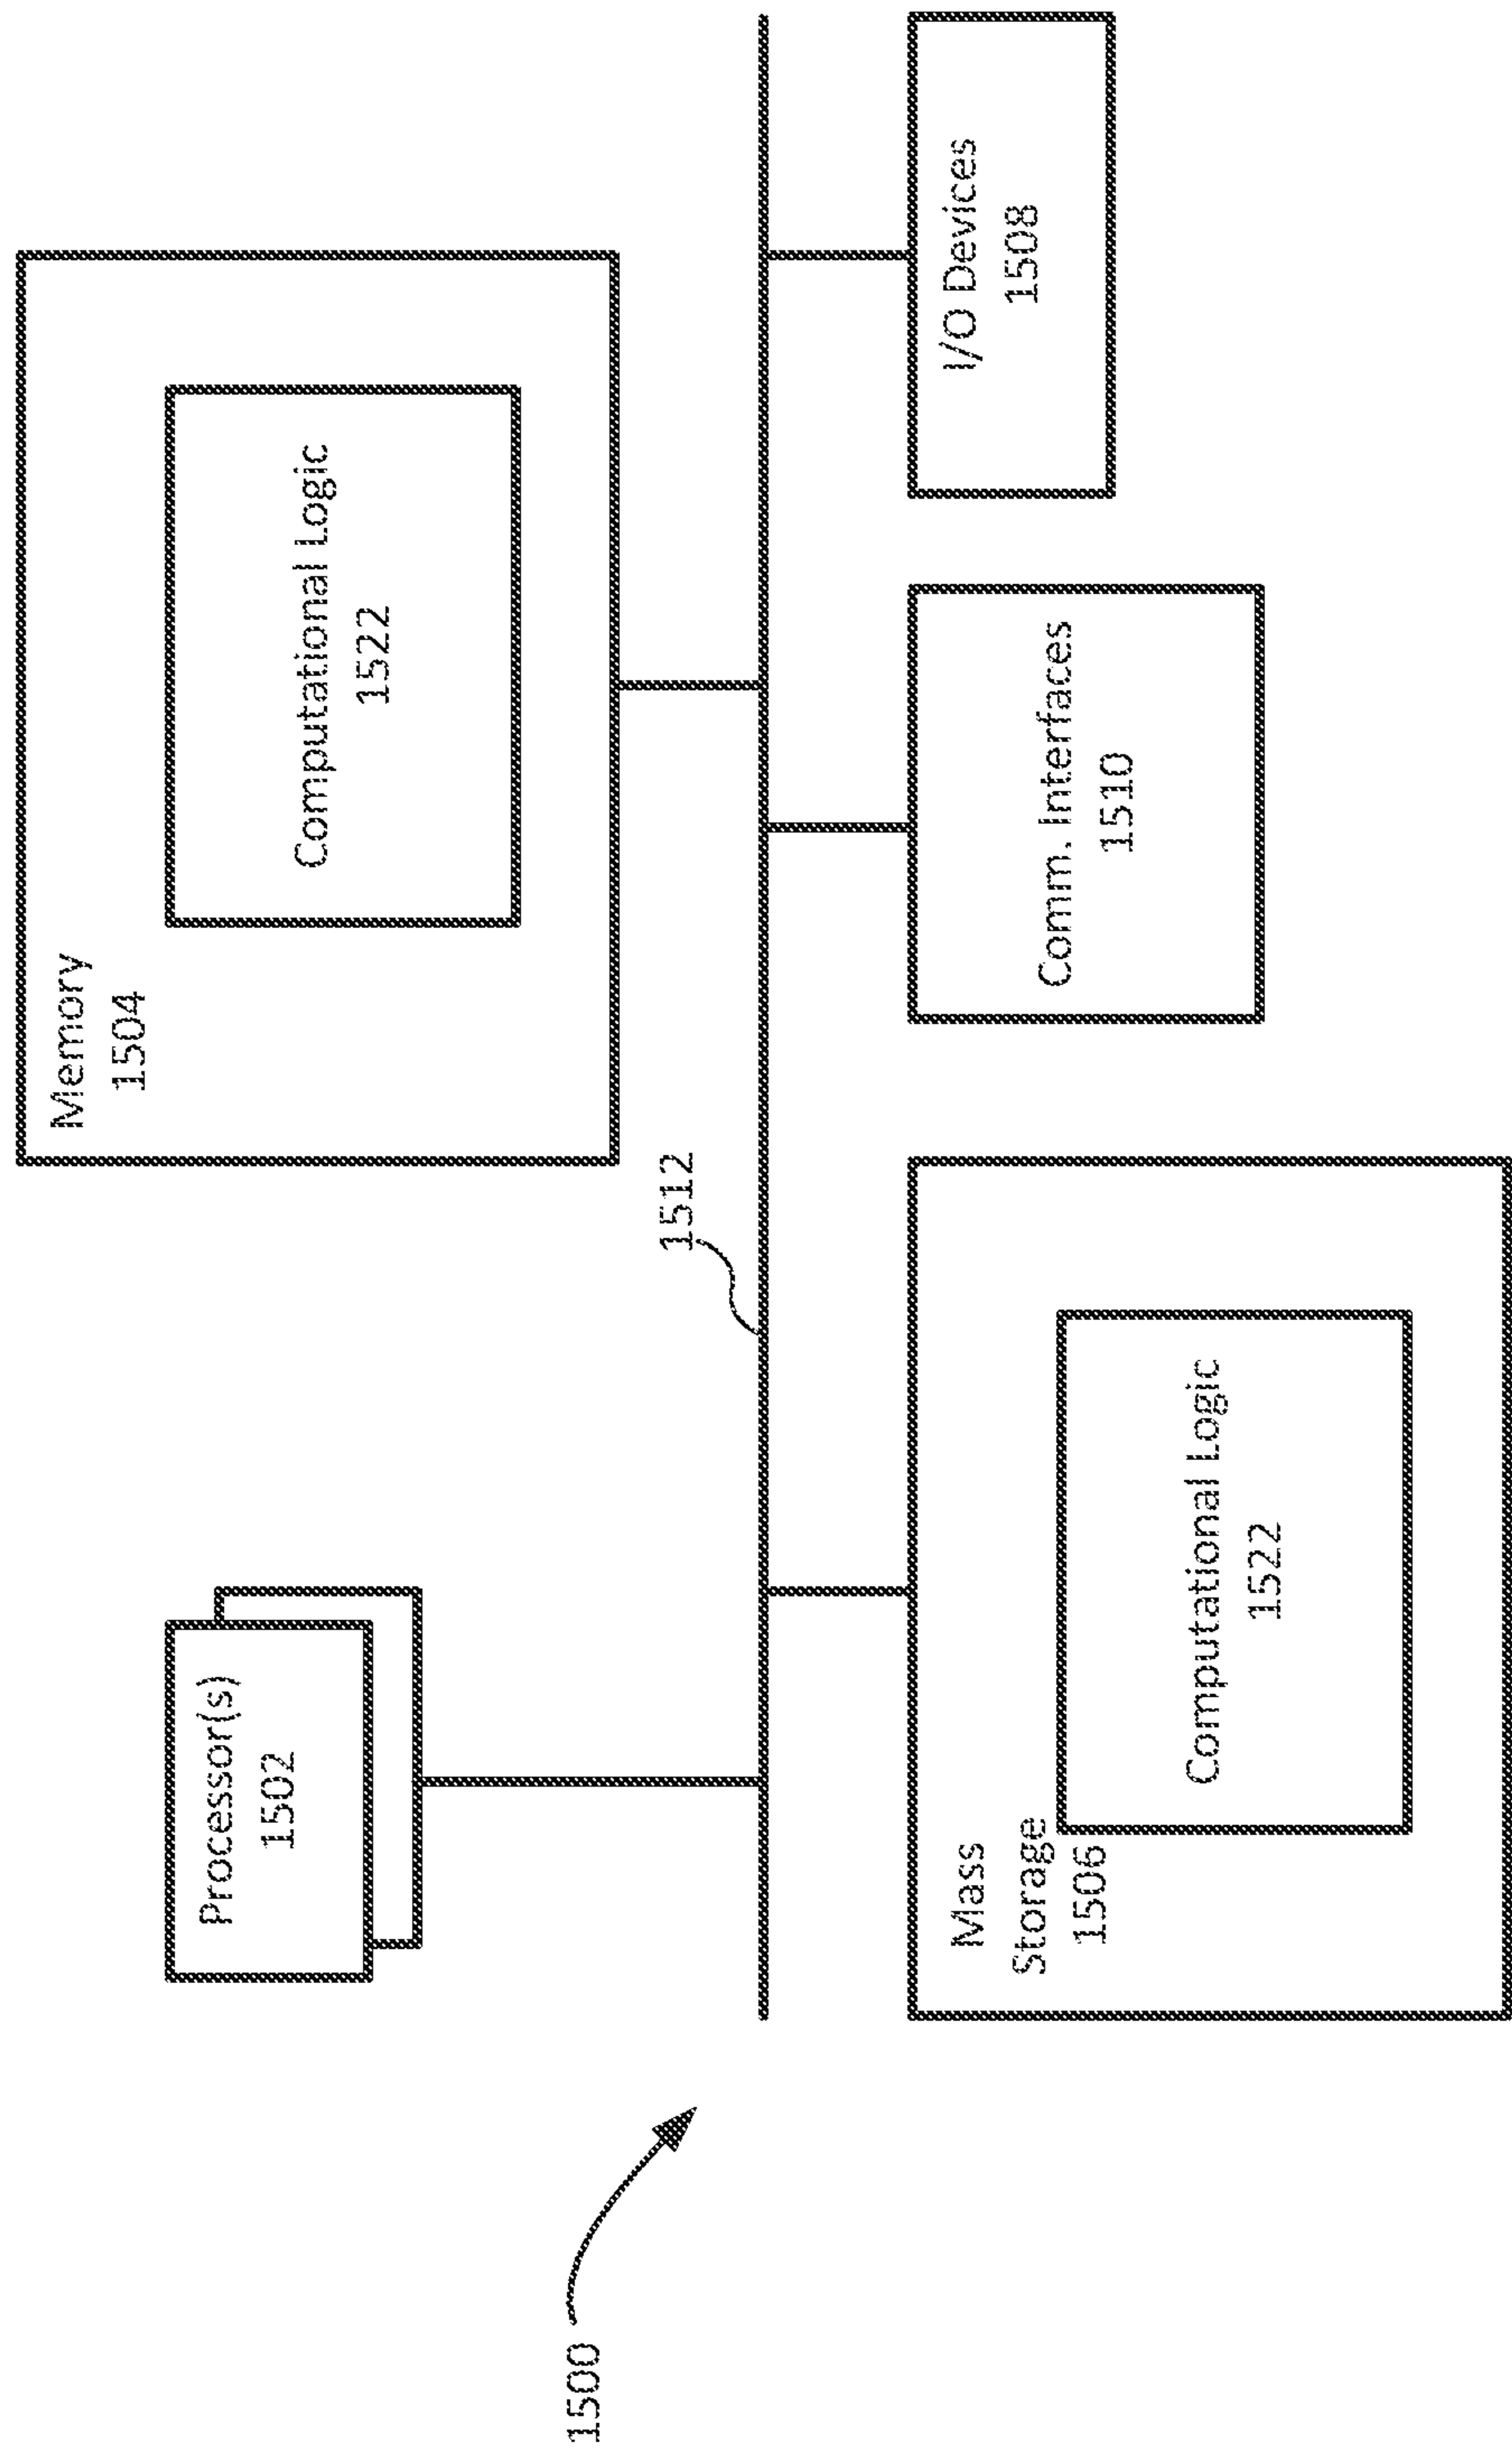 1500
Processor(s)
1502
Memory
1504
Computational Logic
1522
1512
Mass
Storage
1506
Computational Logic
1522
Comm. Interfaces
1510
I/O Devices
1508